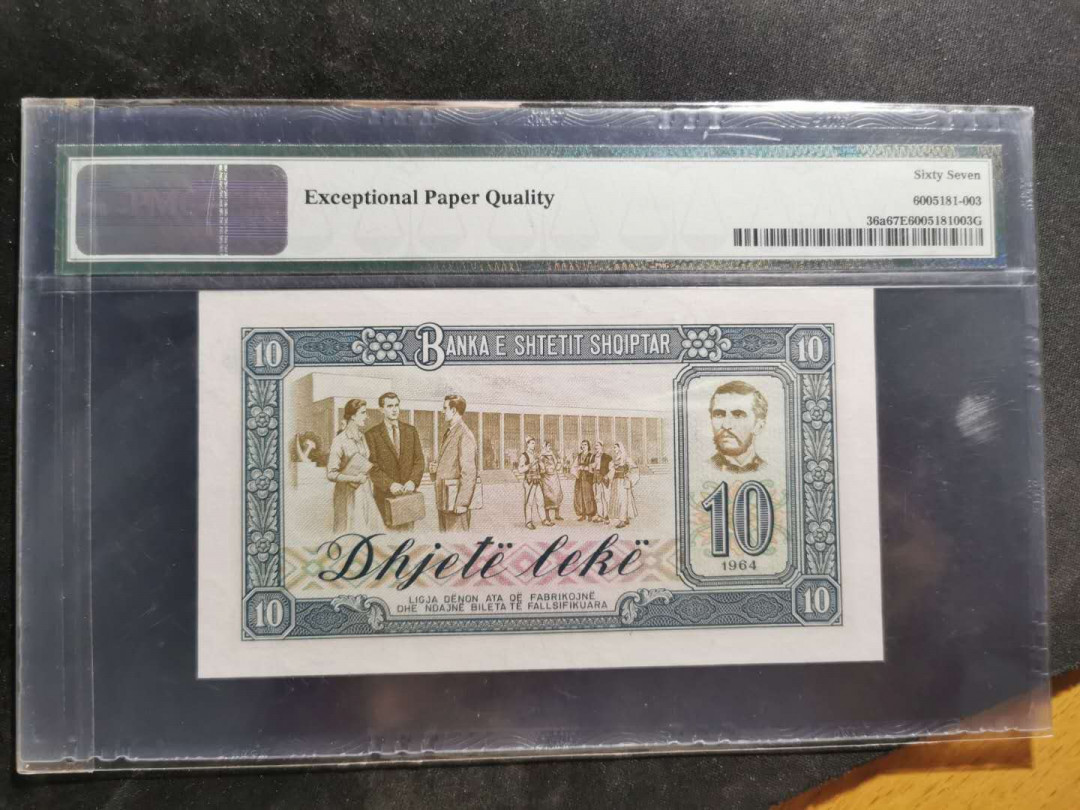 Sixty Seven
Exceptional Paper Quality
6005181-003
36a67E6005181003G
10
BANKA E SHTETIT SHQIPTAR
10
10
1964
Dhjetë lekë
LIGJA DËNON ATA QË FABRIKOJNË
DHE NDAJNË BILETA TË FALLSIFIKUARA
10
10